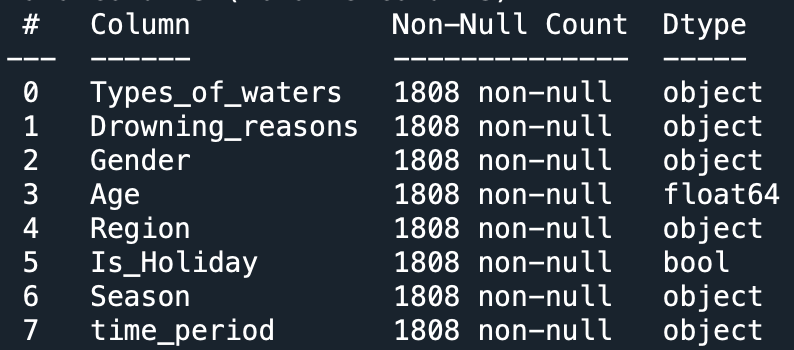 #   Column            Non-Null Count  Dtype
---  ------            --------------  -----
0   Types_of_waters   1808 non-null   object
1   Drowning_reasons  1808 non-null   object
2   Gender            1808 non-null   object
3   Age               1808 non-null   float64
4   Region            1808 non-null   object
5   Is_Holiday        1808 non-null   bool
6   Season            1808 non-null   object
7   time_period       1808 non-null   object